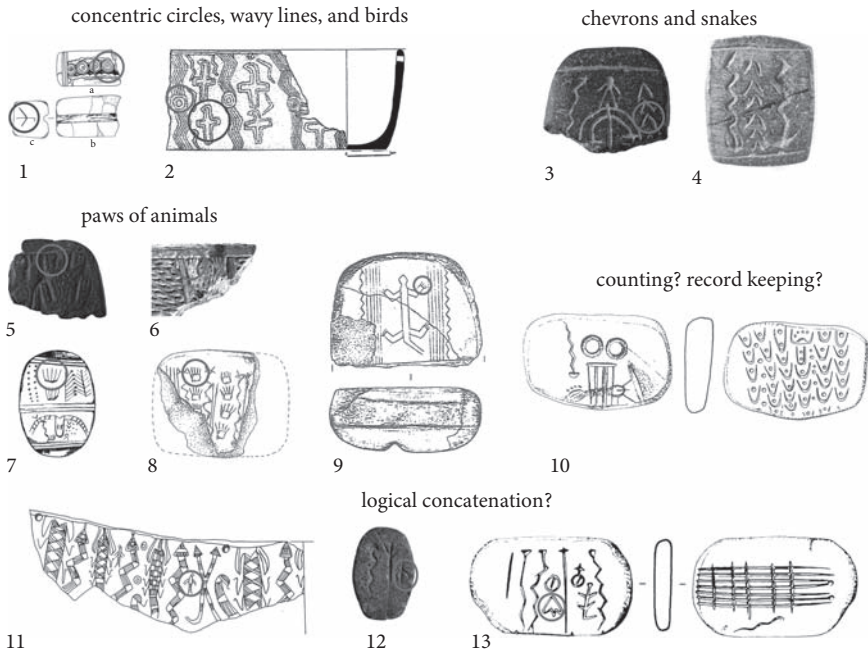 concentric circles, wavy lines, and birds
chevrons and snakes
a
c
b
1
2
3
4
paws of animals
counting? record keeping?
5
6
7
8
9
10
logical concatenation?
11
12
13